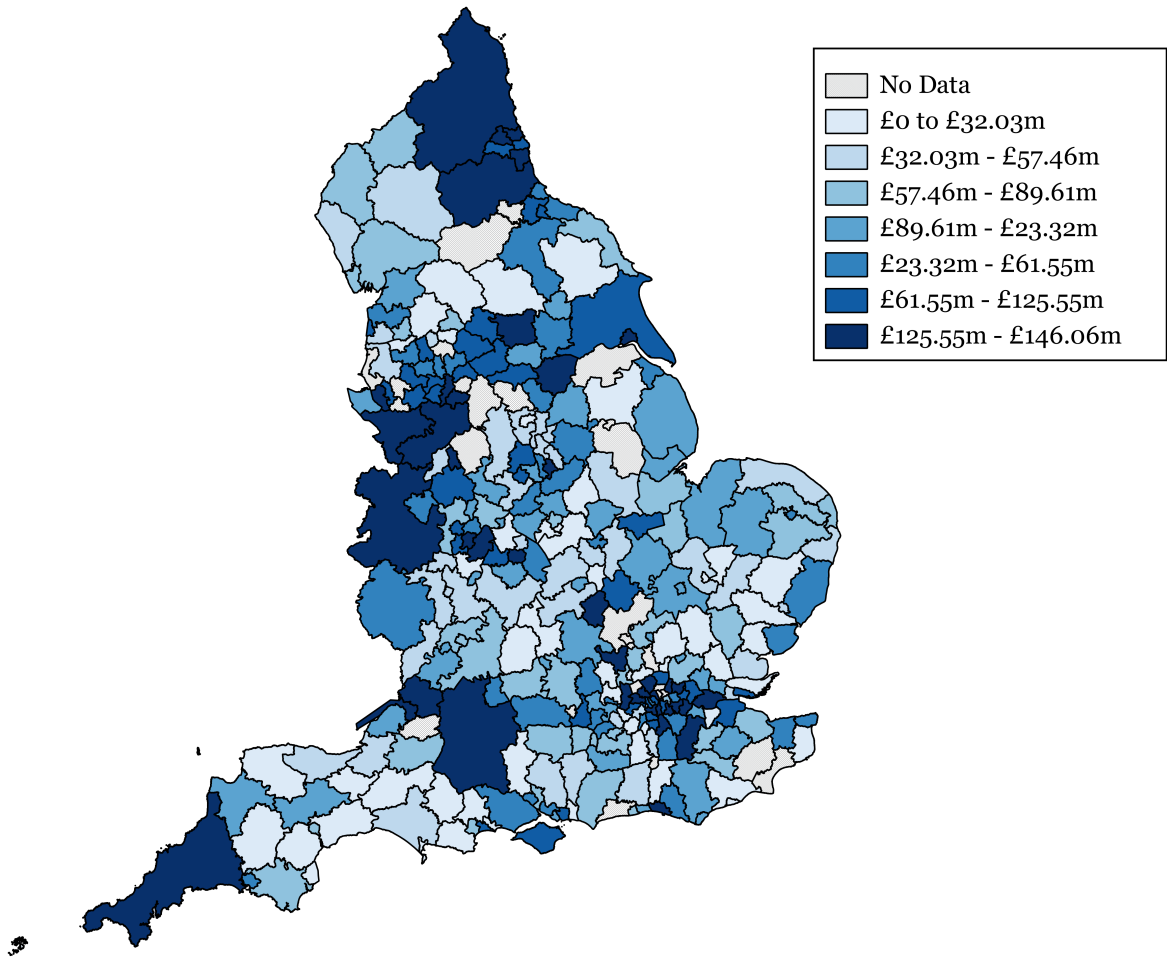 No Data
£0 to £32.03m
£32.03m - £57.46m
£57.46m - £89.61m
£89.61m - £23.32m
£23.32m - £61.55m
£61.55m - £125.55m
£125.55m - £146.06m